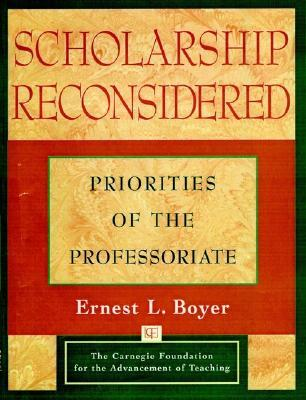 SCHOLARSHIP
RECONSIDERED
PRIORITIES
OF THE
PROFESSORIATE
Ernest L. Boyer
The Carnegie Foundation
for the Advancement of Teaching